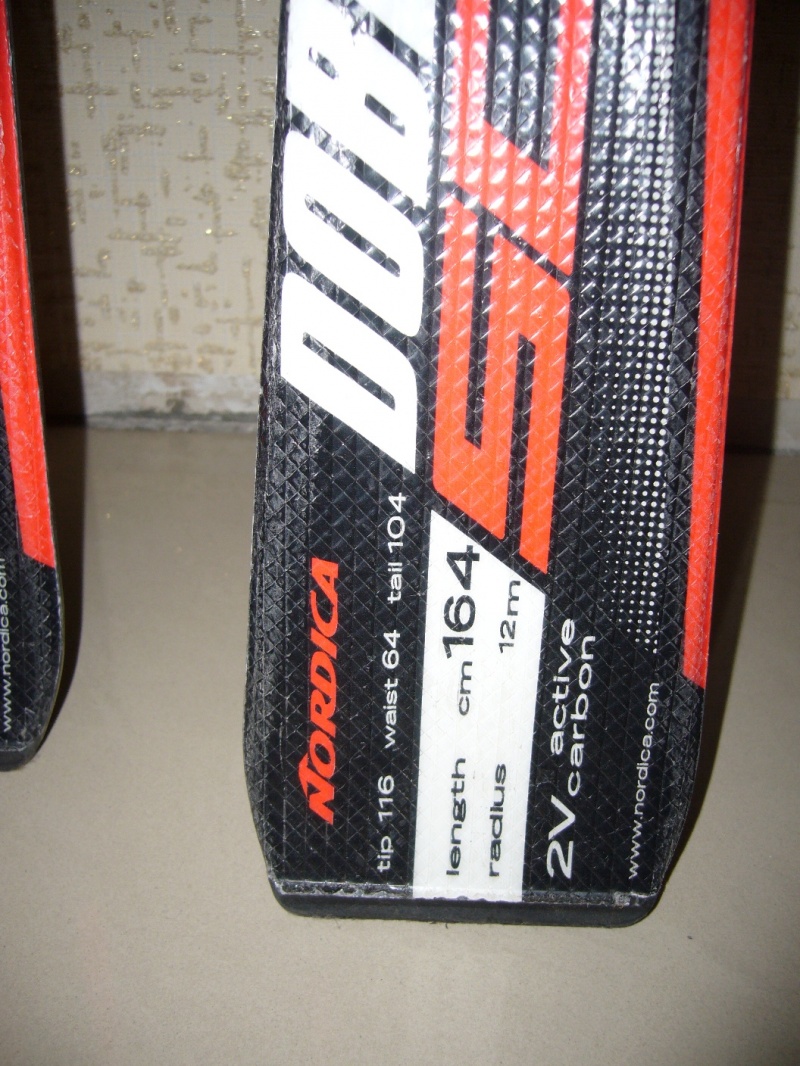 DOB
SL
NORDICA
tip 116 waist 64 tail 104
length cm 164
radius 12m
2V active
carbon
www.nordica.com
www.nordica.com